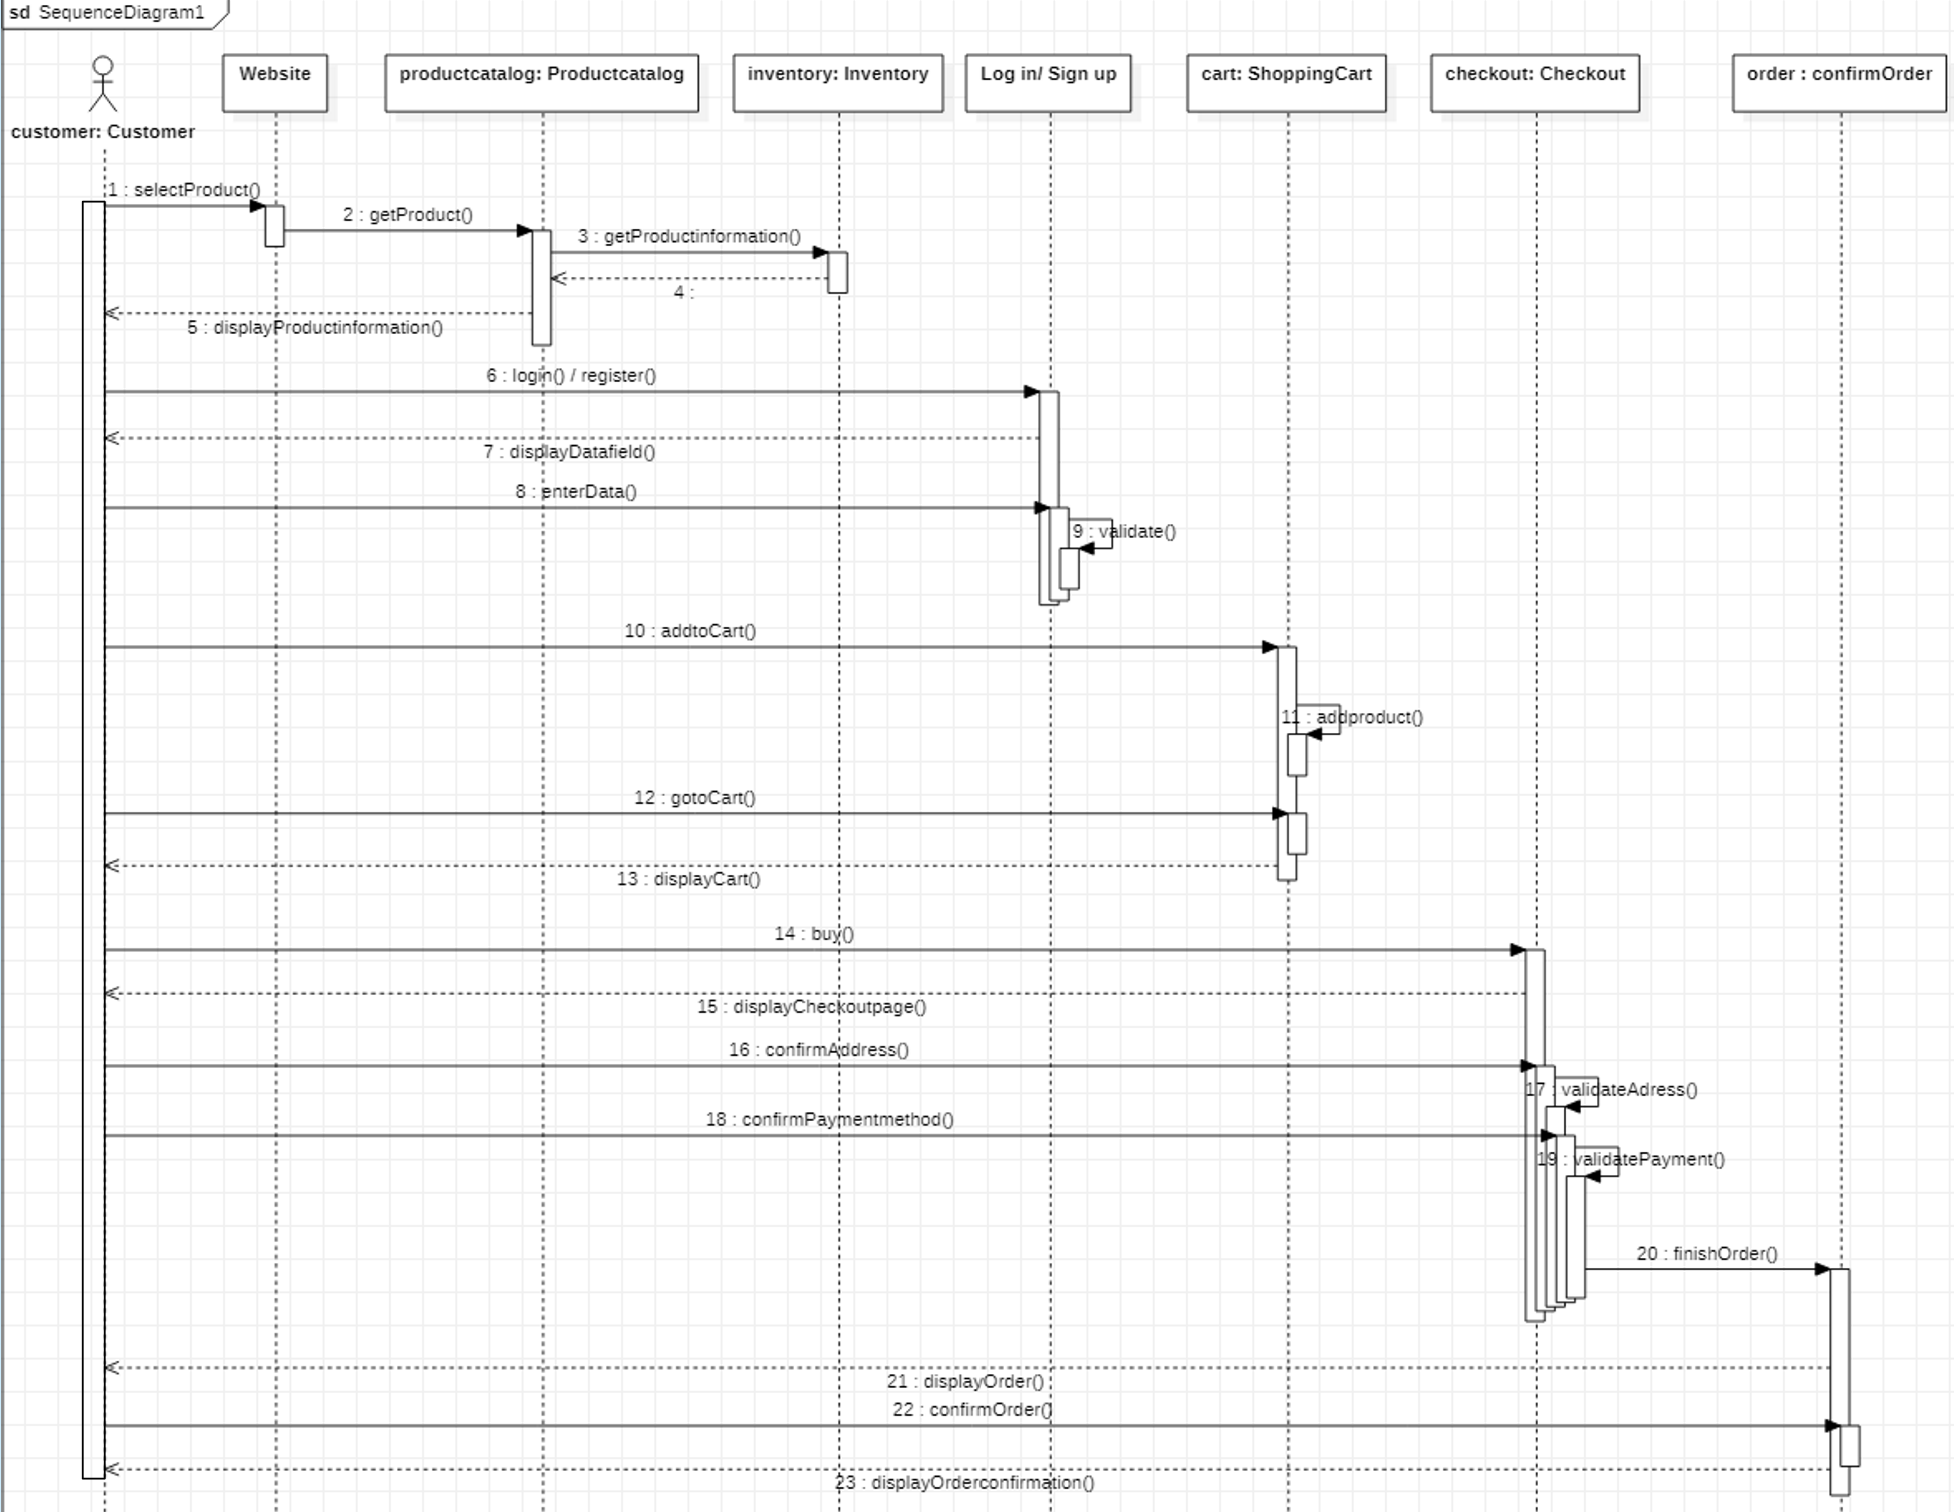 sd SequenceDiagram1
Website
productcatalog: Productcatalog
inventory: Inventory
Log in/ Sign up
cart: ShoppingCart
checkout: Checkout
order : confirmOrder
customer: Customer
1 : selectProduct()
2 : getProduct()
3 : getProductinformation()
4 :
5 : displayProductinformation()
6 : login() / register()
7 : displayDatafield()
8 : enterData()
9 : validate()
10 : addtoCart()
11 : addproduct()
12 : gotoCart()
13 : displayCart()
14 : buy()
15 : displayCheckoutpage()
16 : confirmAddress()
17 : validateAdress()
18 : confirmPaymentmethod()
19 : validatePayment()
20 : finishOrder()
21 : displayOrder()
22 : confirmOrder()
23 : displayOrderconfirmation()